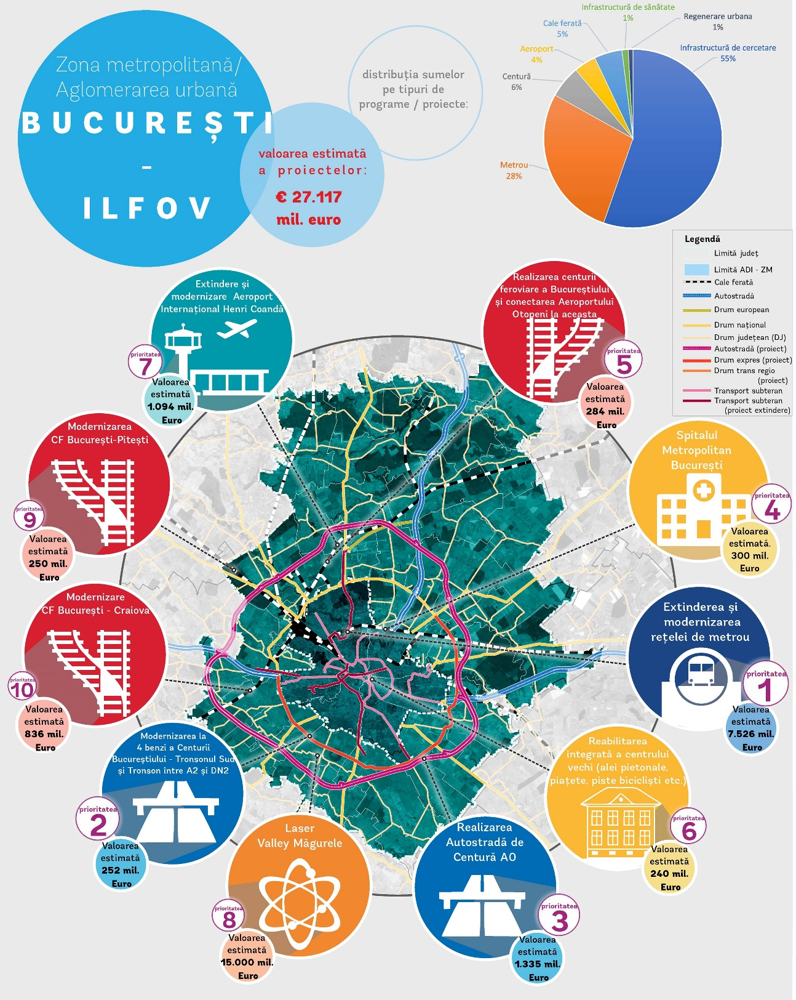 Zona metropolitană/
Aglomerarea urbană
BUCUREȘTI
-
ILFOV
valoarea estimată
a proiectelor:
€ 27.117
mil. euro
distribuția sumelor
pe tipuri de
programe / proiecte:
Infrastructură de sănătate
1%
Regenerare urbana
1%
Cale ferată
5%
Infrastructură de cercetare
55%
Aeroport
4%
Centură
6%
Metrou
28%
Legendă
Limită județ
Limită ADI - ZM
Cale ferată
Autostradă
Drum european
Drum național
Drum județean (DJ)
Autostradă (proiect)
Drum expres (proiect)
Drum trans regio
(proiect)
Transport subteran
Transport subteran
(proiect extindere)
Extindere și
modernizare Aeroport
Internațional Henri Coandă
prioritatea
7
Valoarea
estimată
1.094 mil.
Euro
Realizarea centurii
feroviare a Bucureștiului
și conectarea Aeroportului
Otopeni la aceasta
prioritatea
5
Valoarea
estimată
284 mil.
Euro
Modernizarea
CF București-Pitești
prioritatea
9
Valoarea
estimată
250 mil.
Euro
Spitalul
Metropolitan
București
prioritatea
4
Valoarea
estimată.
300 mil.
Euro
Modernizare
CF București - Craiova
prioritatea
10
Valoarea
estimată
836 mil.
Euro
Extinderea și
modernizarea
rețelei de metrou
prioritatea
1
Valoarea
estimată
7.526 mil.
Euro
Modernizarea la
4 benzi a Centurii
Bucureștiului - Tronsonul Sud
și Tronson între A2 și DN2
prioritatea
2
Valoarea
estimată
252 mil.
Euro
Reabilitarea
integrată a centrului
vechi (alei pietonale,
piațete, piste bicicliști etc.)
prioritatea
6
Valoarea
estimată
240 mil.
Euro
Laser
Valley Măgurele
prioritatea
8
Valoarea
estimată
15.000 mil.
Euro
Realizarea
Autostradă de
Centură A0
prioritatea
3
Valoarea
estimată
1.335 mil.
Euro